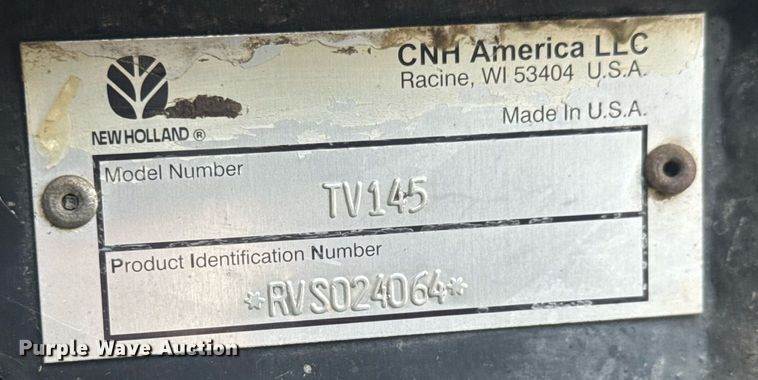 CNH America LLC
Racine, WI 53404 U.S.A.
Made In U.S.A.
NEW HOLLAND ®
Model Number
TV145
Product Identification Number
*RVS024064*
Purple Wave Auction